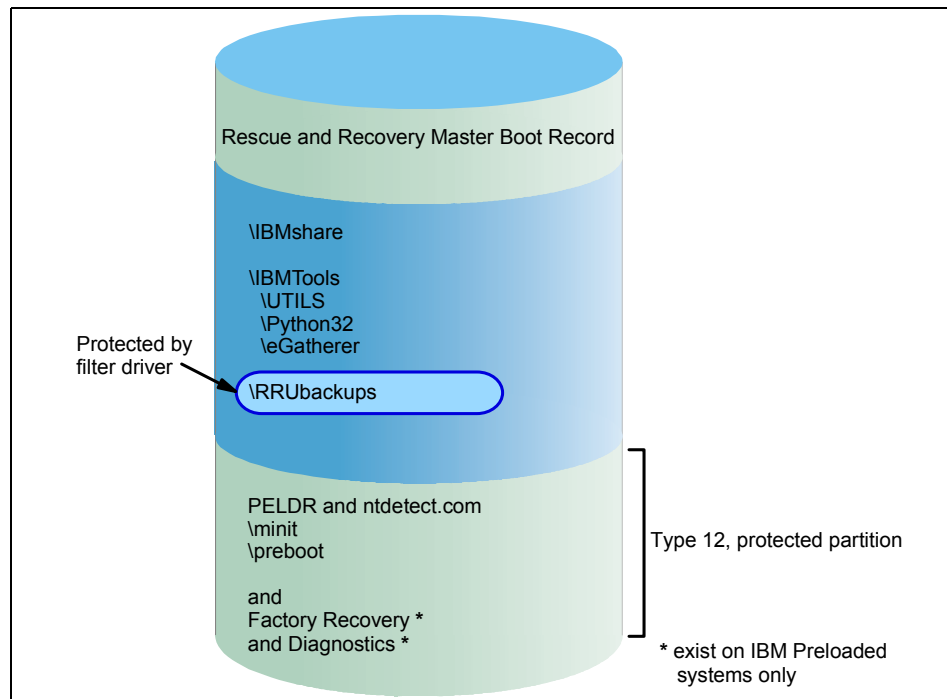 Rescue and Recovery Master Boot Record
\IBMshare
\IBMTools
\UTILS
\Python32
\eGatherer
Protected by
filter driver
\RRUbackups
PELDR and ntdetect.com
\minit
\preboot
and
Factory Recovery *
and Diagnostics *
Type 12, protected partition
* exist on IBM Preloaded
systems only